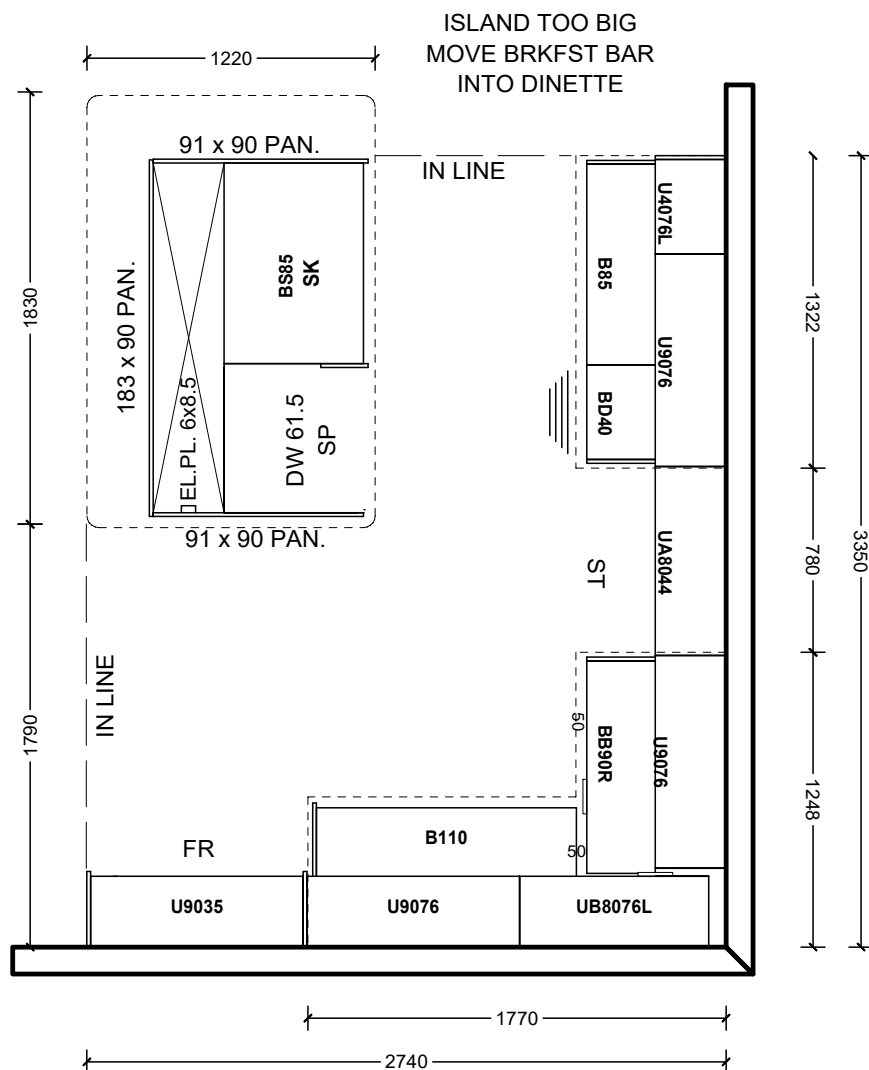 ISLAND TOO BIG
MOVE BRKFST BAR
INTO DINETTE
1220
91 x 90 PAN.
IN LINE
U4076L
BS85
SK
B85
1322
1830
183 x 90 PAN.
U9076
EL.PL. 6x8.5
DW 61.5
SP
BD40
91 x 90 PAN.
UA8044
ST
780
3350
IN LINE
1790
50
BB90R
U9076
1248
B110
50
FR
U9035
U9076
UB8076L
1770
2740